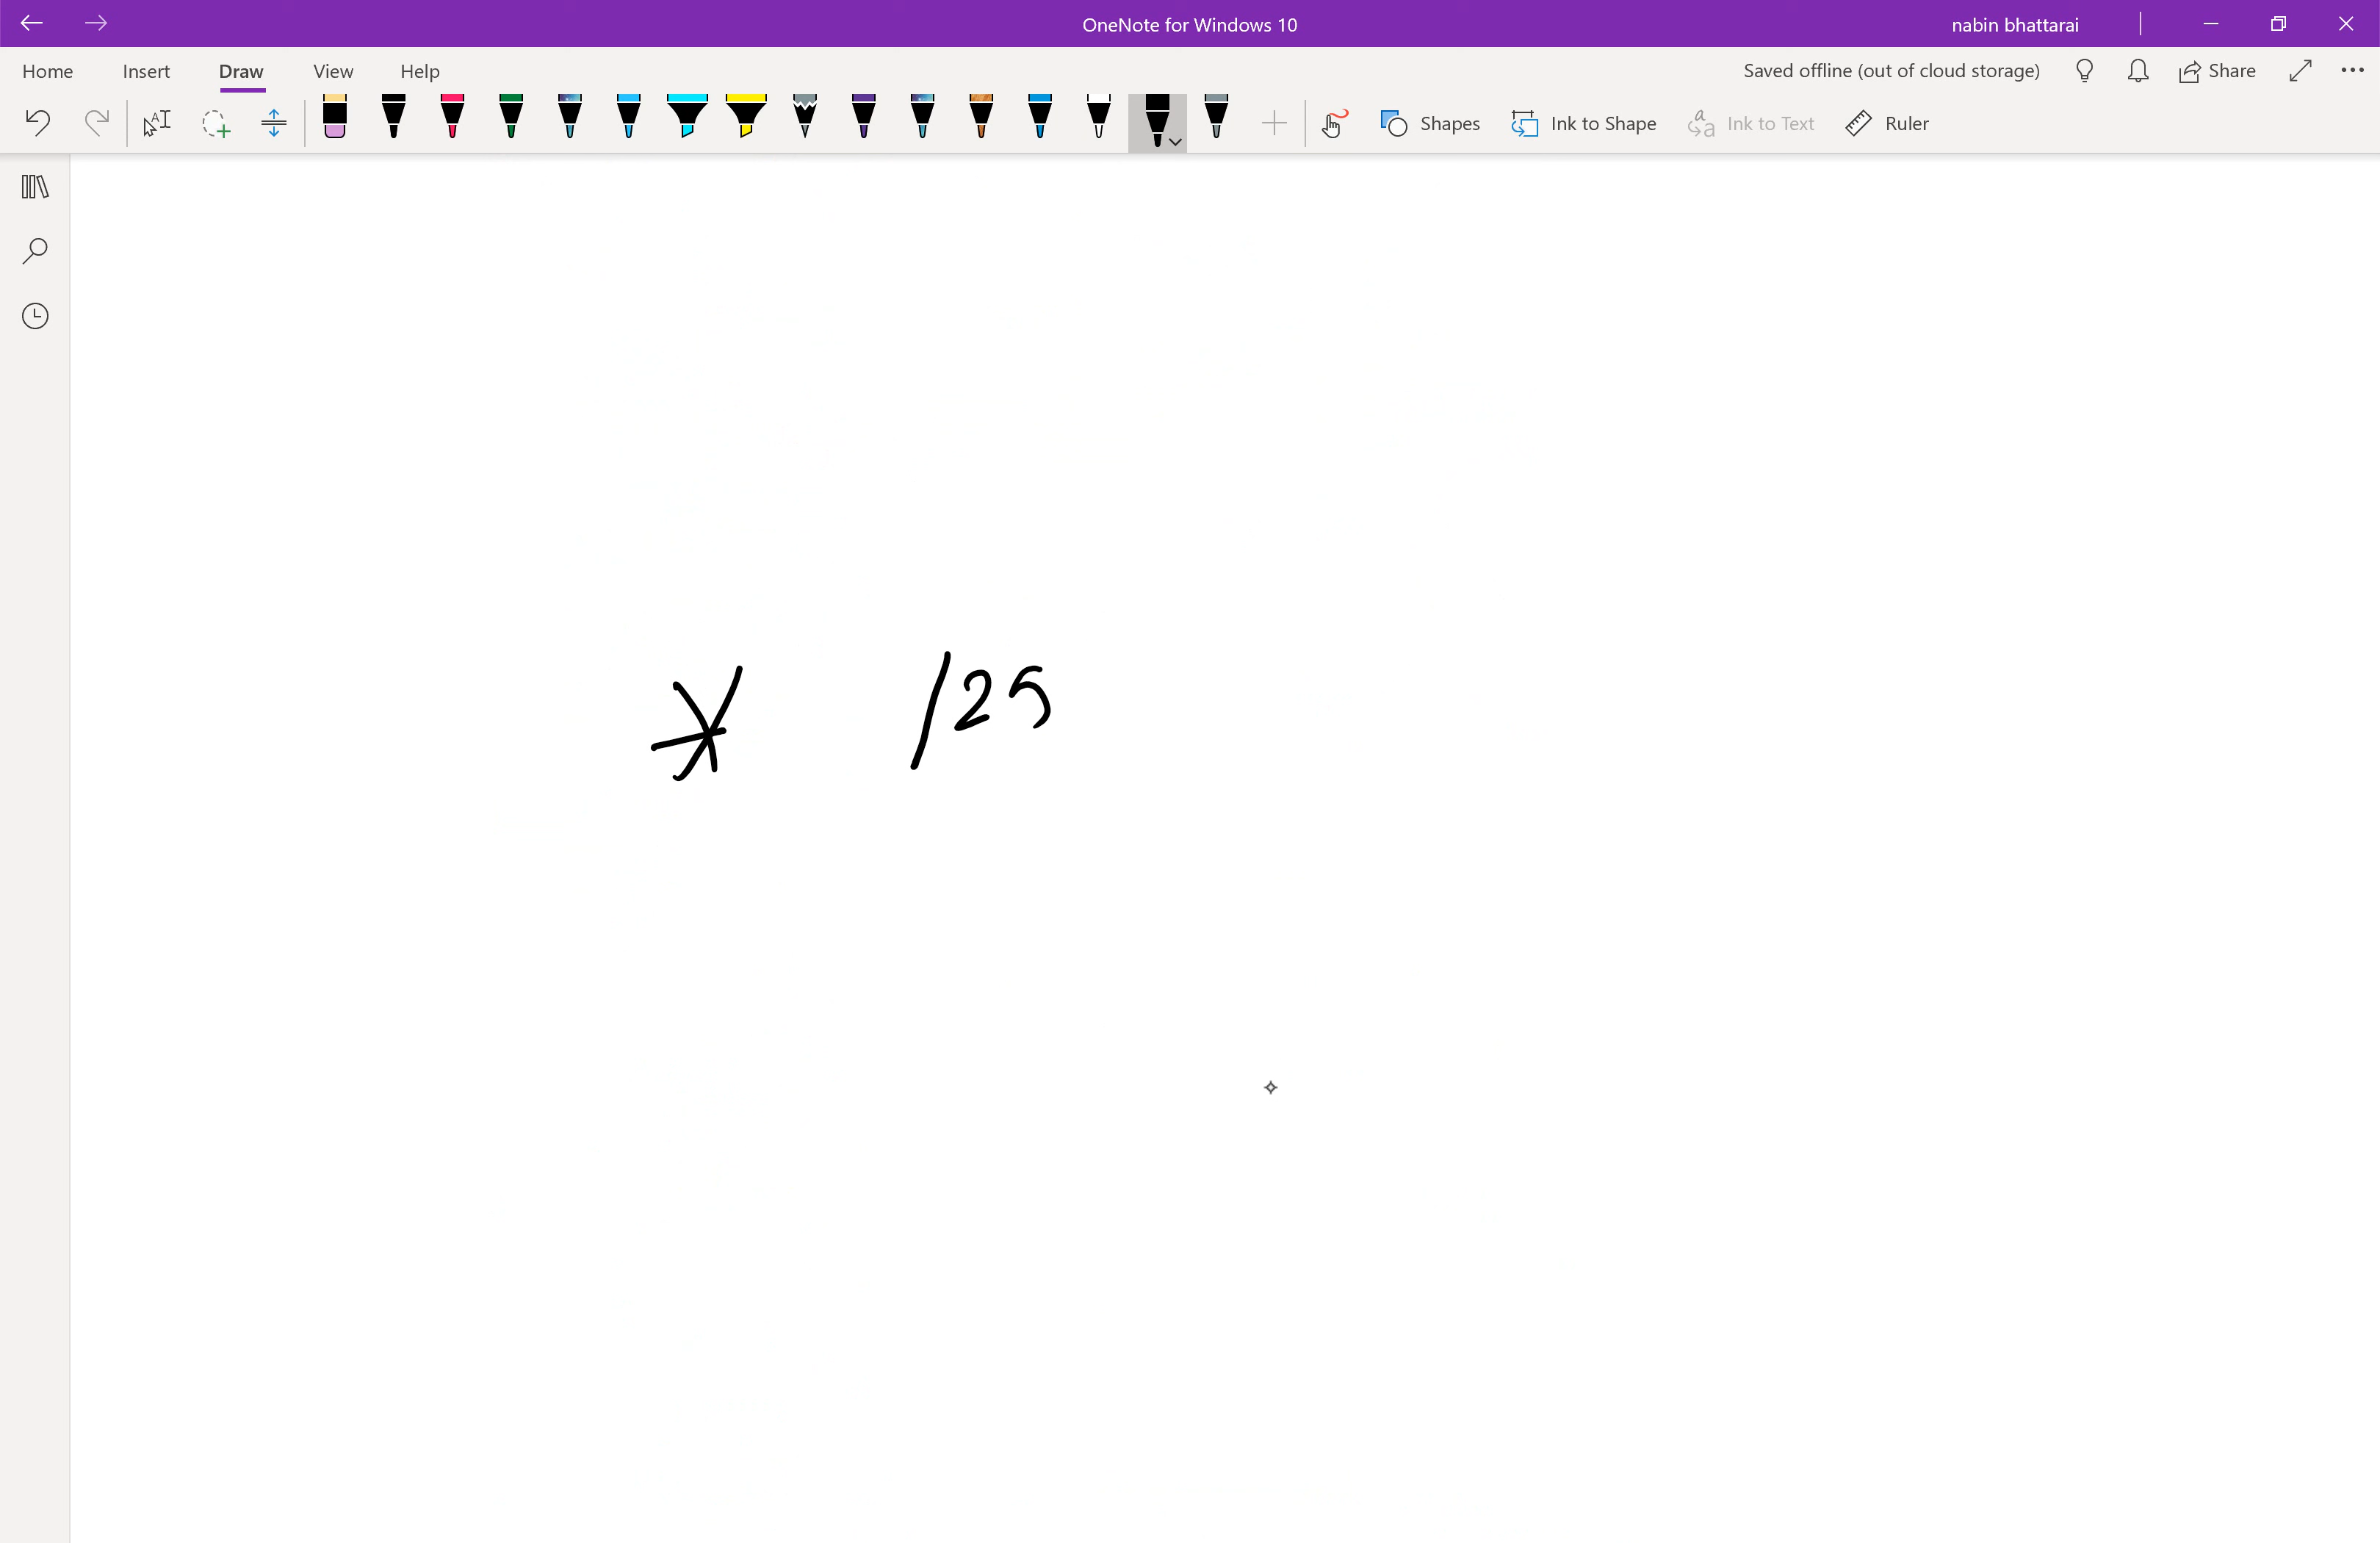 OneNote for Windows 10 nabin bhattarai
Home Insert Draw View Help Saved offline (out of cloud storage) Share
Shapes Ink to Shape Ink to Text Ruler
* /25